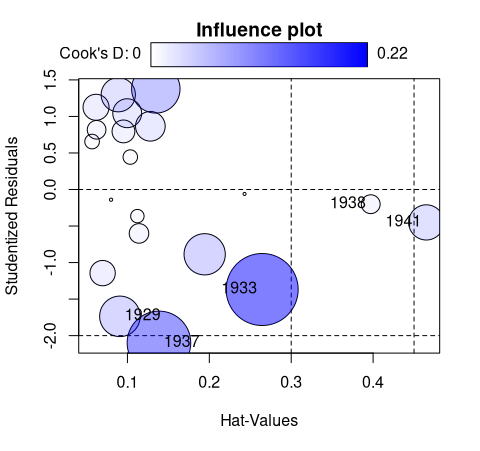 Influence plot
Cook's D: 0 0.22
Studentized Residuals
1.5
1.0
0.5
0.0
-1.0
-2.0
1938
1941
1933
1929
1937
0.1 0.2 0.3 0.4
Hat-Values